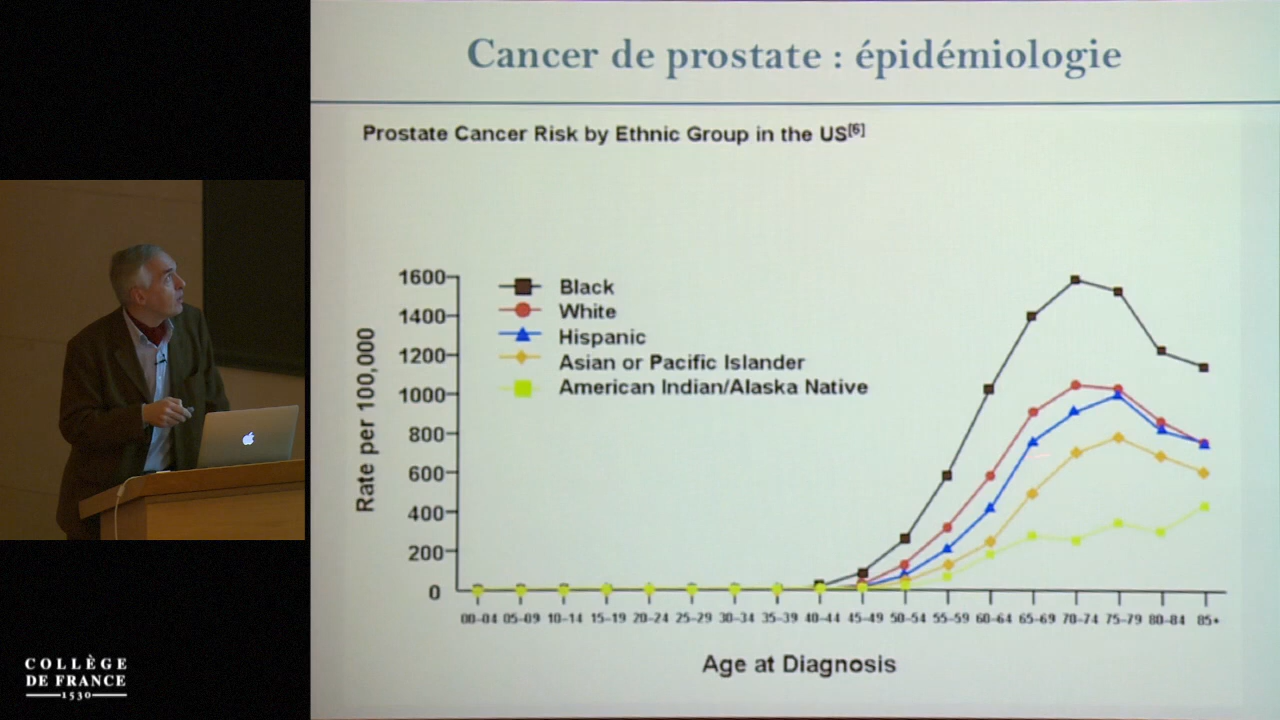 Cancer de prostate : épidémiologie
Prostate Cancer Risk by Ethnic Group in the US[6]
1600
1400
1200
1000
800
600
400
200
0
Rate per 100,000
Black
White
Hispanic
Asian or Pacific Islander
American Indian/Alaska Native
00–04 05–09 10–14 15–19 20–24 25–29 30–34 35–39 40–44 45–49 50–54 55–59 60–64 65–69 70–74 75–79 80–84 85+
Age at Diagnosis
COLLÈGE
DE FRANCE
1530